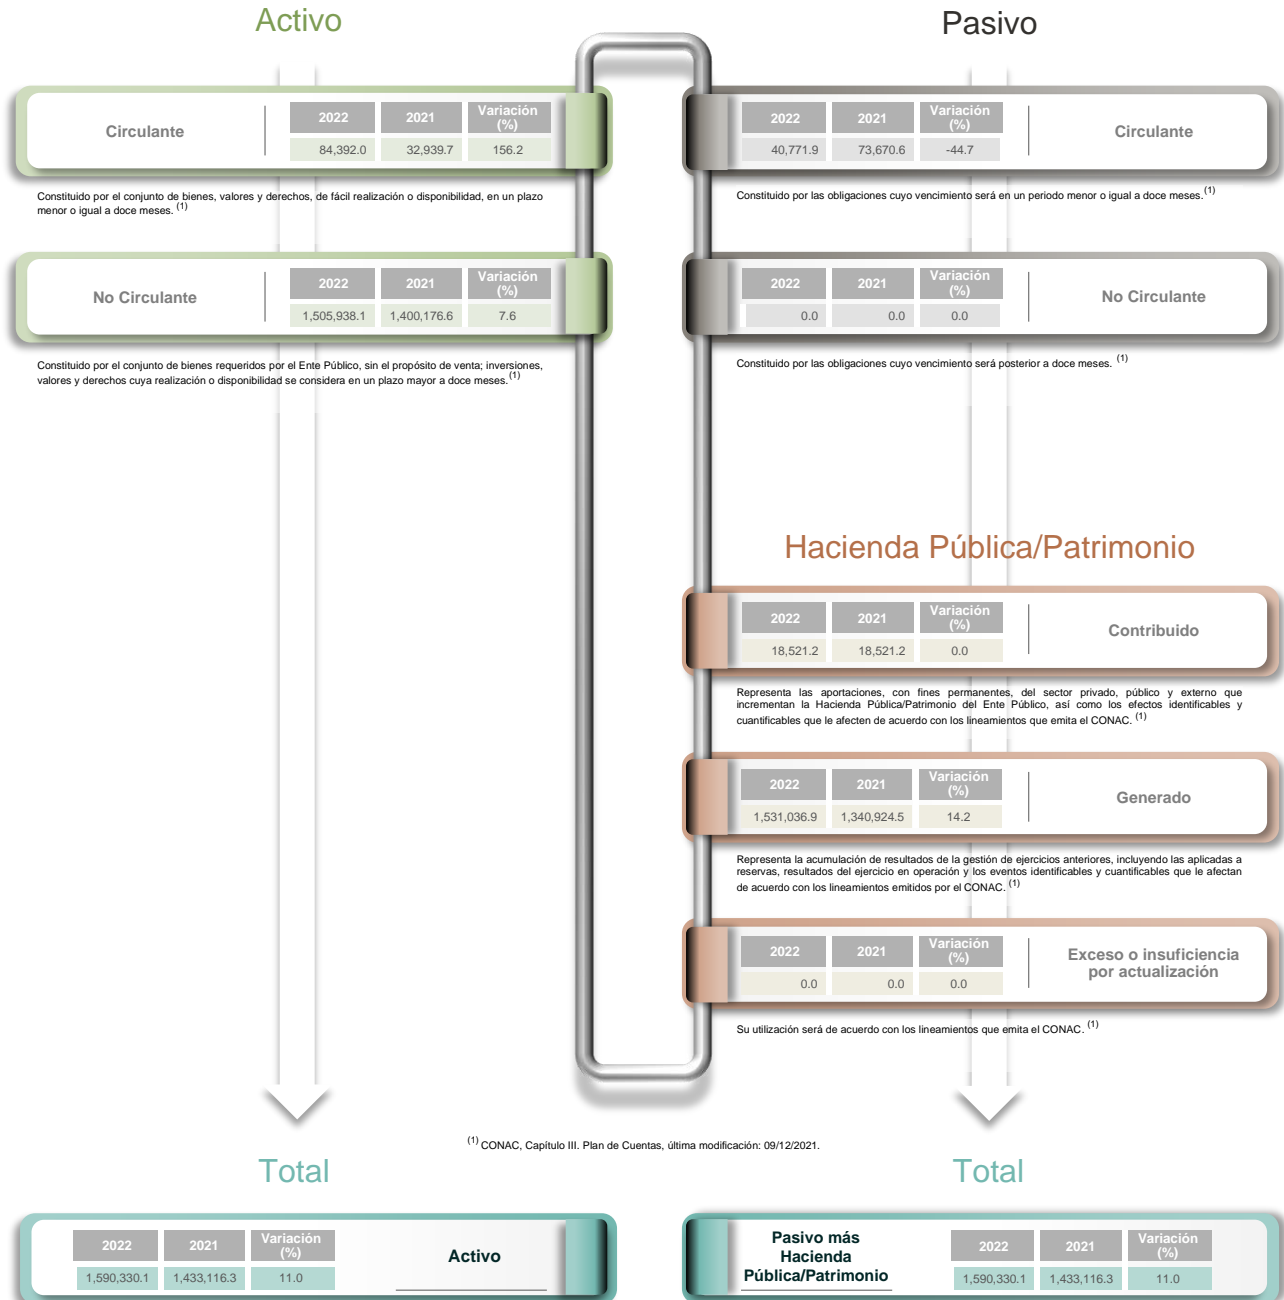 Activo
Circulante
2022 2021 Variación (%)
84,392.0 32,939.7 156.2
Constituido por el conjunto de bienes, valores y derechos, de fácil realización o disponibilidad, en un plazo
menor o igual a doce meses. (1)
No Circulante
2022 2021 Variación (%)
1,505,938.1 1,400,176.6 7.6
Constituido por el conjunto de bienes requeridos por el Ente Público, sin el propósito de venta; inversiones,
valores y derechos cuya realización o disponibilidad se considera en un plazo mayor a doce meses. (1)
Pasivo
2022 2021 Variación (%)
40,771.9 73,670.6 -44.7
Circulante
Constituido por las obligaciones cuyo vencimiento será en un periodo menor o igual a doce meses. (1)
2022 2021 Variación (%)
0.0 0.0 0.0
No Circulante
Constituido por las obligaciones cuyo vencimiento será posterior a doce meses. (1)
Hacienda Pública/Patrimonio
2022 2021 Variación (%)
18,521.2 18,521.2 0.0
Contribuido
Representa las aportaciones, con fines permanentes, del sector privado, público y externo que
incrementan la Hacienda Pública/Patrimonio del Ente Público, así como los efectos identificables y
cuantificables que le afecten de acuerdo con los lineamientos que emita el CONAC. (1)
2022 2021 Variación (%)
1,531,036.9 1,340,924.5 14.2
Generado
Representa la acumulación de resultados de la gestión de ejercicios anteriores, incluyendo las aplicadas a
reservas, resultados del ejercicio en operación y los eventos identificables y cuantificables que le afectan
de acuerdo con los lineamientos emitidos por el CONAC. (1)
2022 2021 Variación (%)
0.0 0.0 0.0
Exceso o insuficiencia
por actualización
Su utilización será de acuerdo con los lineamientos que emita el CONAC. (1)
(1) CONAC, Capítulo III. Plan de Cuentas, última modificación: 09/12/2021.
Total
2022 2021 Variación (%)
1,590,330.1 1,433,116.3 11.0
Activo
Total
Pasivo más
Hacienda
Pública/Patrimonio
2022 2021 Variación (%)
1,590,330.1 1,433,116.3 11.0